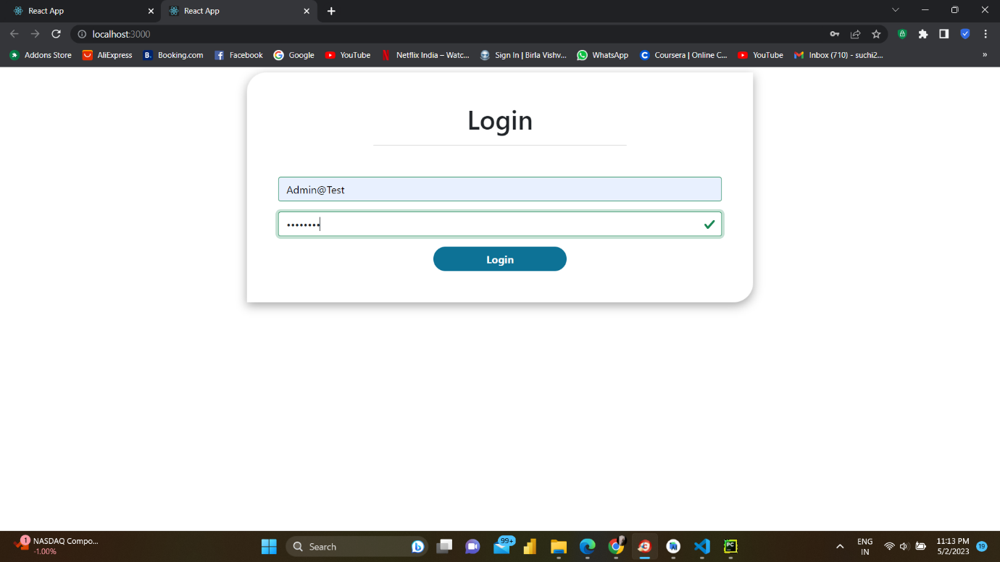 React App
React App
localhost:3000
Addons Store
AliExpress
B. Booking.com
Facebook
Google
YouTube
Netflix India – Watc...
Sign In | Birla Vishv...
WhatsApp
Coursera | Online C...
YouTube
Inbox (710) - suchi2...
»
Login
Admin@Test
••••••••
Login
1
NASDAQ Compo...
-1.00%
Search
99+
PC
ENG
IN
11:13 PM
5/2/2023
19